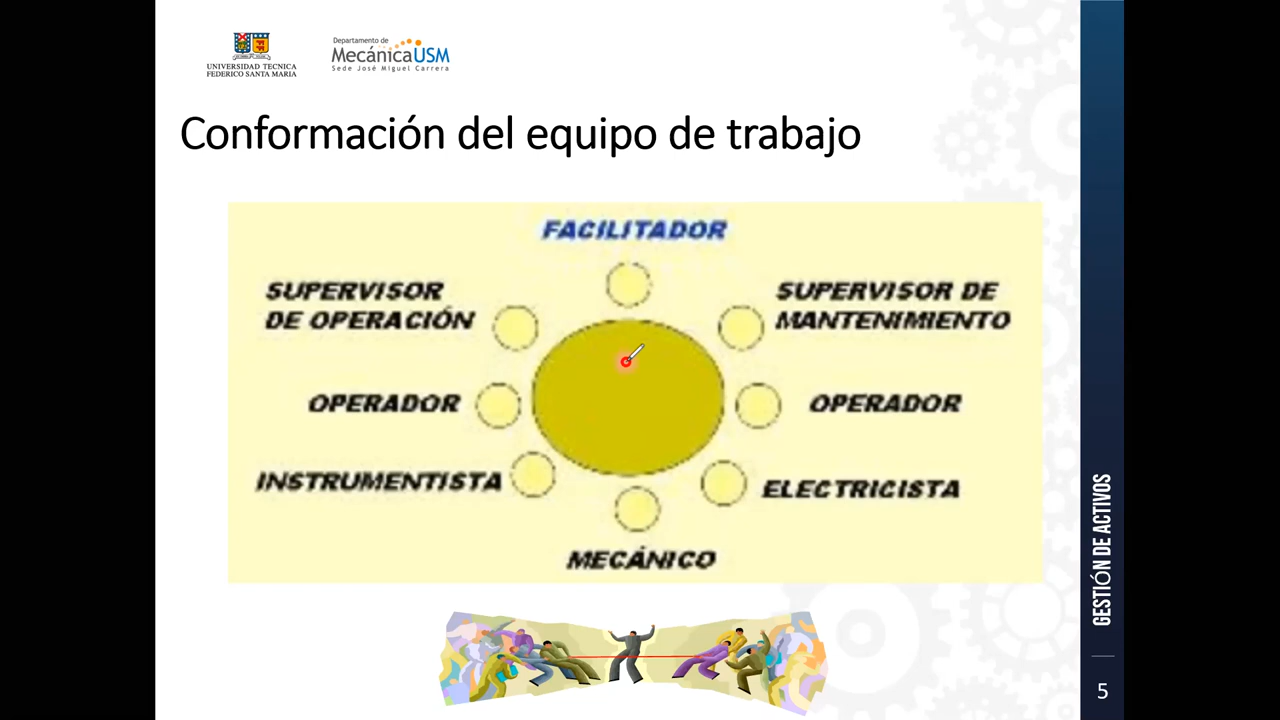 UNIVERSIDAD TECNICA
FEDERICO SANTA MARIA
Departamento de
MecánicaUSM
Sede José Miguel Carrera
Conformación del equipo de trabajo
FACILITADOR
SUPERVISOR
DE OPERACIÓN
SUPERVISOR DE
MANTENIMIENTO
OPERADOR
OPERADOR
INSTRUMENTISTA
ELECTRICISTA
MECÁNICO
GESTIÓN DE ACTIVOS
5